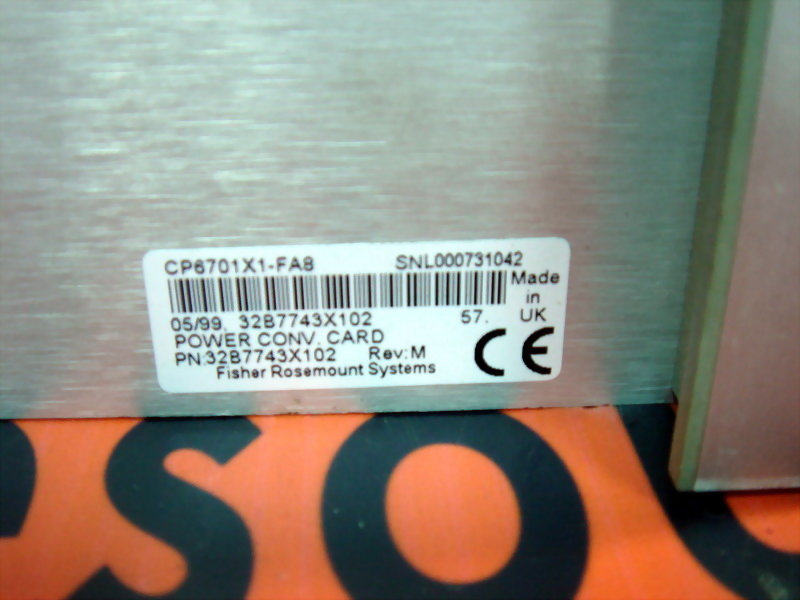 CP6701X1-FA8 SNL000731042
Made
in
UK
05/99, 32B7743X102 57.
POWER CONV. CARD
PN:32B7743X102 Rev:M
Fisher Rosemount Systems
CE
so